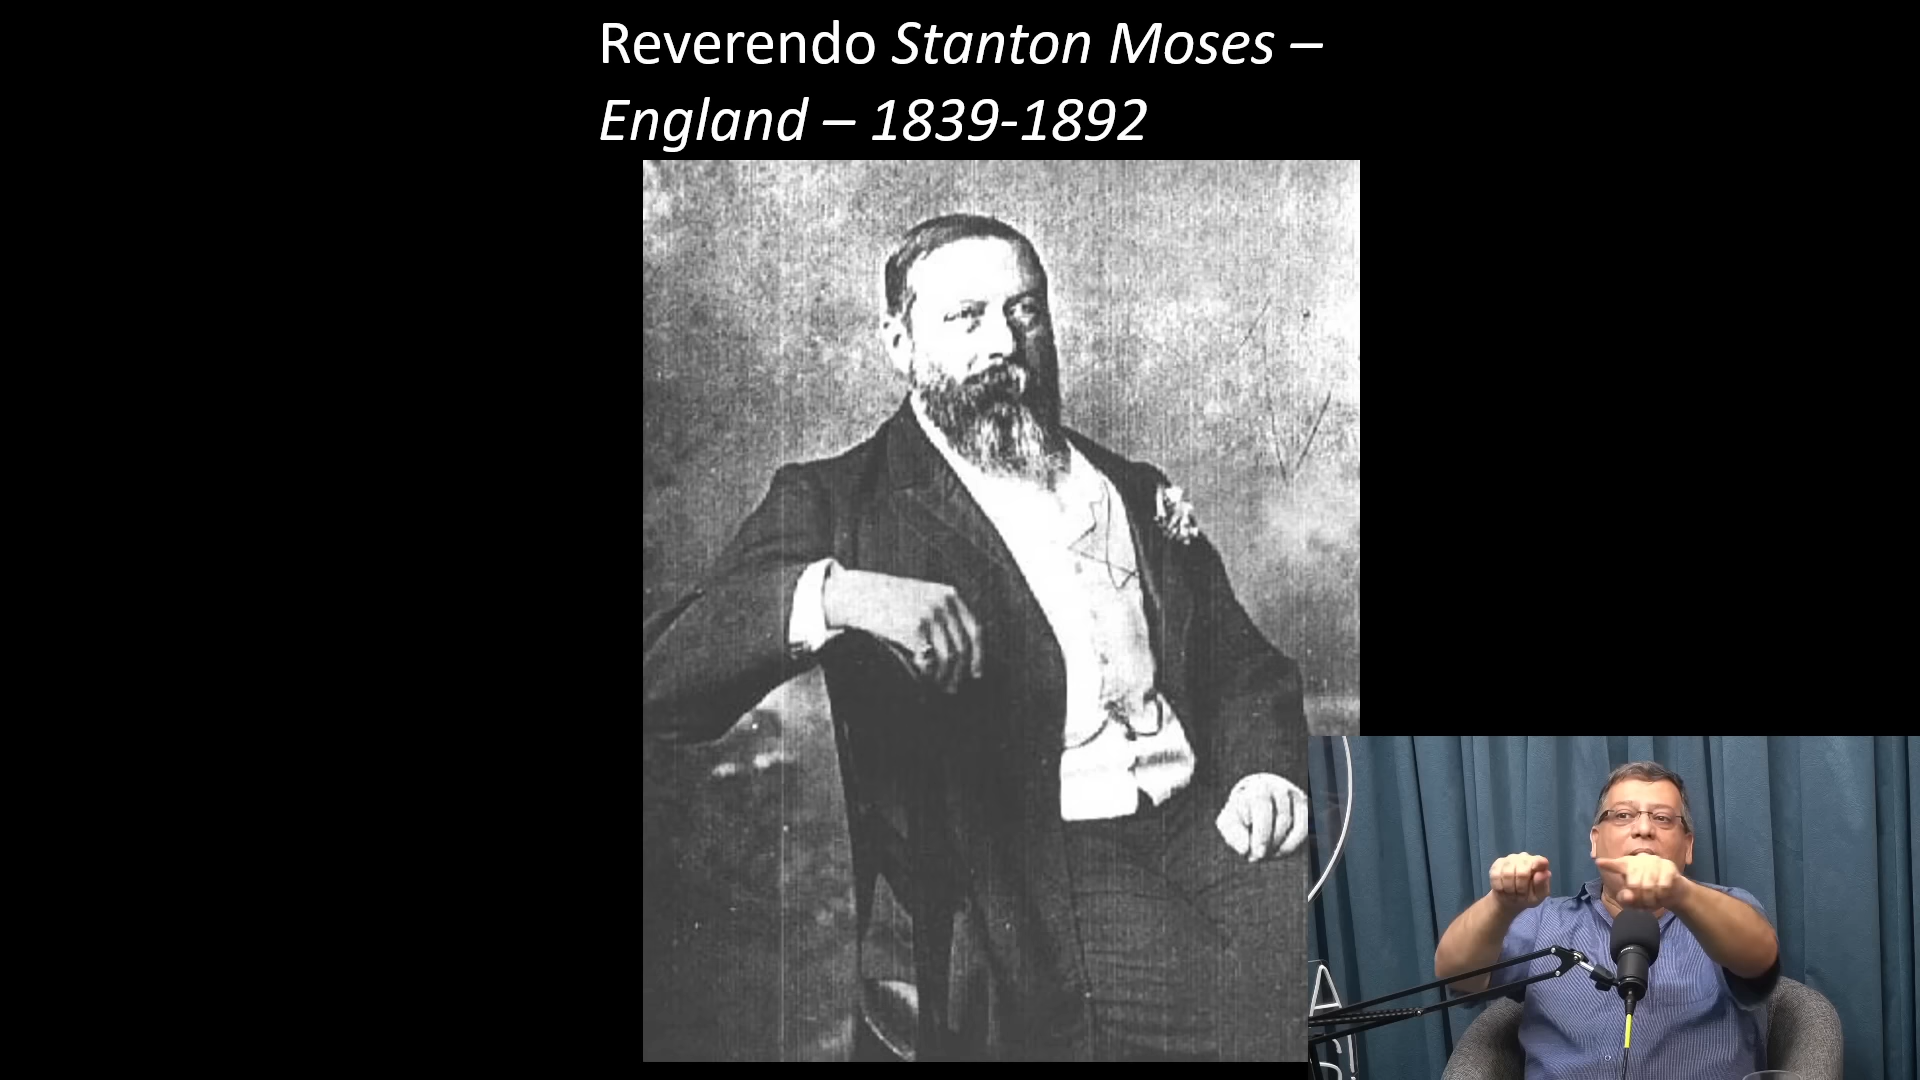 Reverendo Stanton Moses –
England – 1839-1892